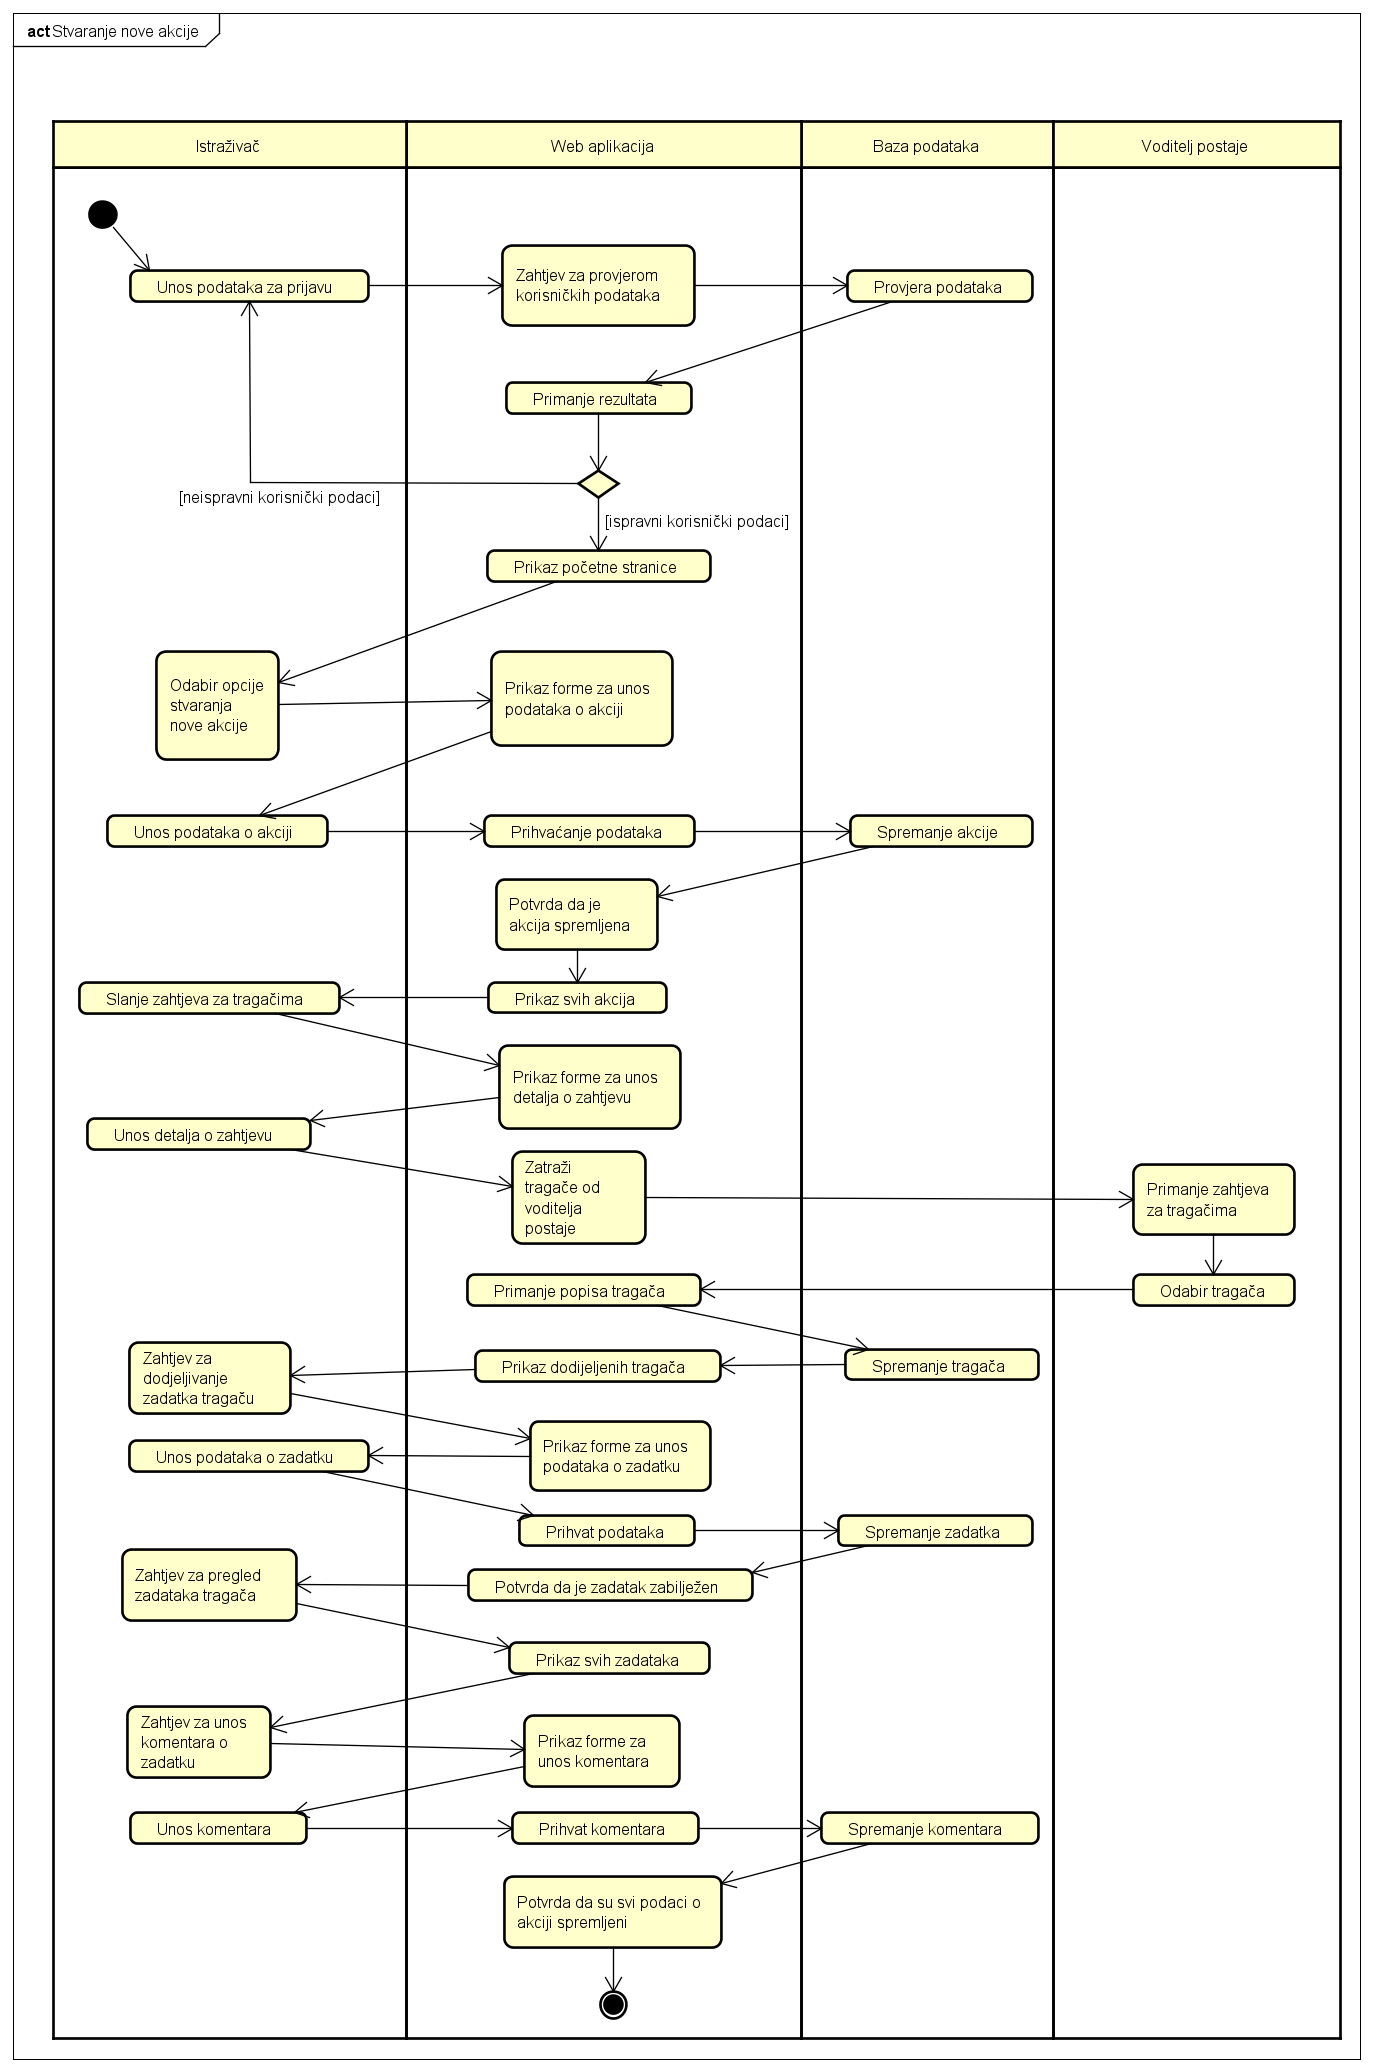 act Stvaranje nove akcije
Istraživač
Web aplikacija
Baza podataka
Voditelj postaje
Unos podataka za prijavu
Zahtjev za provjerom
korisničkih podataka
Provjera podataka
Primanje rezultata
[neispravni korisnički podaci]
[ispravni korisnički podaci]
Prikaz početne stranice
Odabir opcije
stvaranja
nove akcije
Prikaz forme za unos
podataka o akciji
Unos podataka o akciji
Prihvaćanje podataka
Spremanje akcije
Potvrda da je
akcija spremljena
Slanje zahtjeva za tragačima
Prikaz svih akcija
Prikaz forme za unos
detalja o zahtjevu
Unos detalja o zahtjevu
Zatraži
tragače od
voditelja
postaje
Primanje zahtjeva
za tragačima
Primanje popisa tragača
Odabir tragača
Zahtjev za
dodjeljivanje
zadatka tragaču
Prikaz dodijeljenih tragača
Spremanje tragača
Prikaz forme za unos
podataka o zadatku
Unos podataka o zadatku
Prihvat podataka
Spremanje zadatka
Zahtjev za pregled
zadataka tragača
Potvrda da je zadatak zabilježen
Prikaz svih zadataka
Zahtjev za unos
komentara o
zadatku
Prikaz forme za
unos komentara
Unos komentara
Prihvat komentara
Spremanje komentara
Potvrda da su svi podaci o
akciji spremljeni